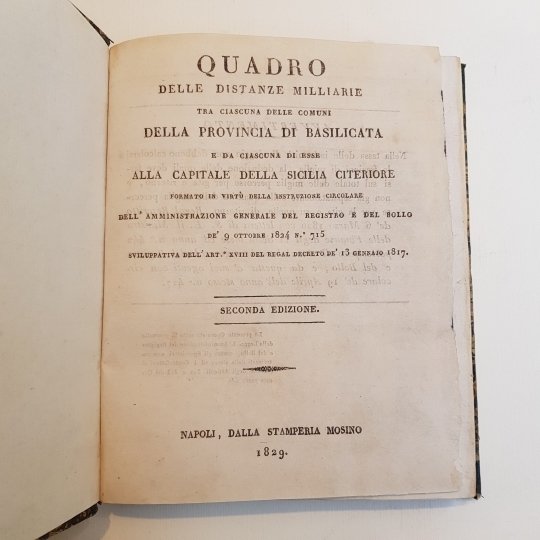 QUADRO
DELLE DISTANZE MILLIARIE
TRA CIASCUNA DELLE COMUNI
DELLA PROVINCIA DI BASILICATA
E DA CIASCUNA DI ESSE
ALLA CAPITALE DELLA SICILIA CITERIORE
FORMATO IN VIRTÙ DELLA ISSTRUZIONE CIRCOLARE
DELL'AMMINISTRAZIONE GENERALE DEL REGISTRO E DEL BOLLO
DE' 9 OTTOBRE 1824 N.° 715
SVILUPPATIVA DELL'ART.° XVIII DEL REGAL DECRETO DE' 13 GENNAIO 1817.
SECONDA EDIZIONE.
NAPOLI, DALLA STAMPERIA MOSINO
1829.